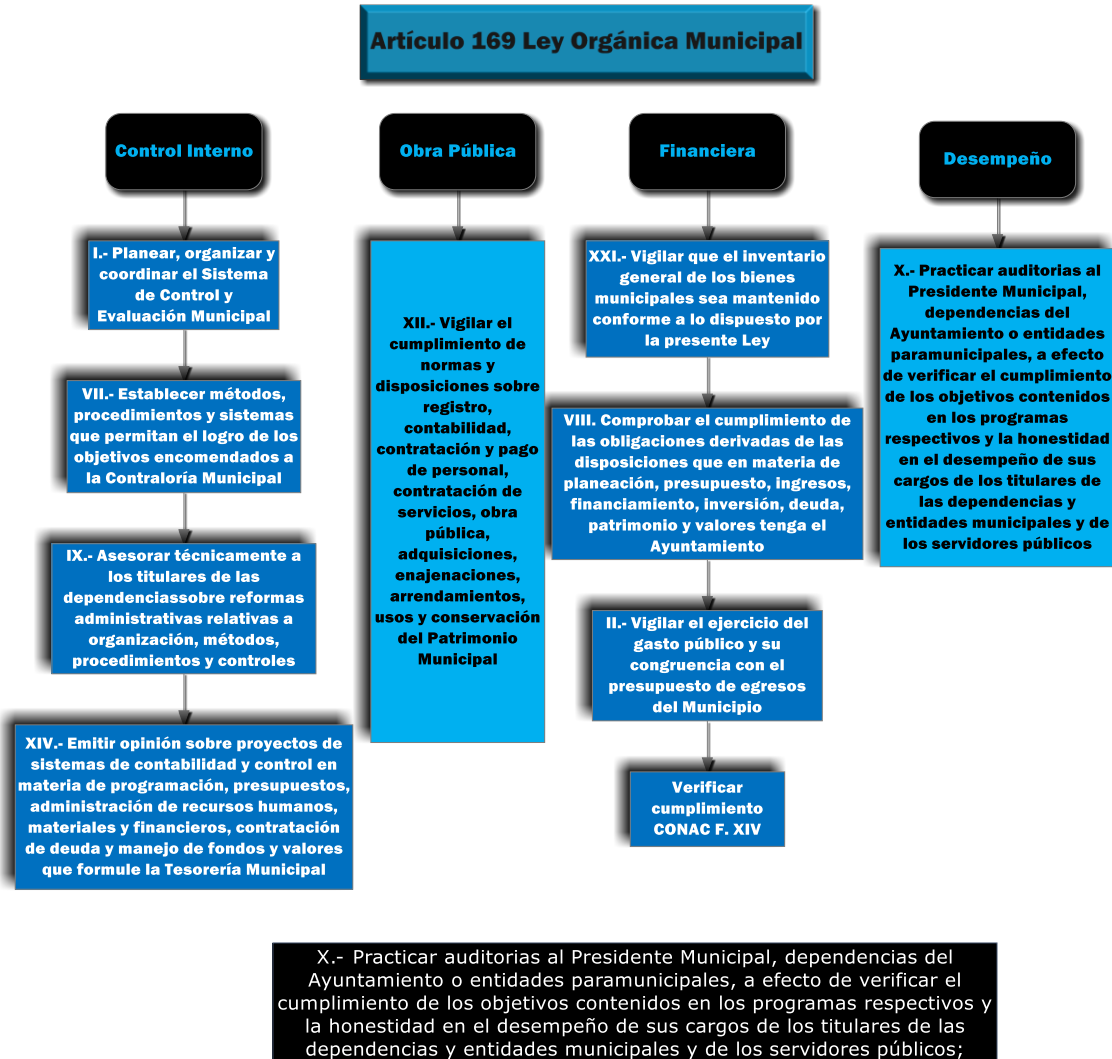 Artículo 169 Ley Orgánica Municipal
Control Interno
I.- Planear, organizar y
coordinar el Sistema
de Control y
Evaluación Municipal
VII.- Establecer métodos,
procedimientos y sistemas
que permitan el logro de los
objetivos encomendados a
la Contraloría Municipal
IX.- Asesorar técnicamente a
los titulares de las
dependenciassobre reformas
administrativas relativas a
organización, métodos,
procedimientos y controles
XIV.- Emitir opinión sobre proyectos de
sistemas de contabilidad y control en
materia de programación, presupuestos,
administración de recursos humanos,
materiales y financieros, contratación
de deuda y manejo de fondos y valores
que formule la Tesorería Municipal
Obra Pública
XII.- Vigilar el
cumplimiento de
normas y
disposiciones sobre
registro,
contabilidad,
contratación y pago
de personal,
contratación de
servicios, obra
pública,
adquisiciones,
enajenaciones,
arrendamientos,
usos y conservación
del Patrimonio
Municipal
Financiera
XXI.- Vigilar que el inventario
general de los bienes
municipales sea mantenido
conforme a lo dispuesto por
la presente Ley
VIII. Comprobar el cumplimiento de
las obligaciones derivadas de las
disposiciones que en materia de
planeación, presupuesto, ingresos,
financiamiento, inversión, deuda,
patrimonio y valores tenga el
Ayuntamiento
II.- Vigilar el ejercicio del
gasto público y su
congruencia con el
presupuesto de egresos
del Municipio
Verificar
cumplimiento
CONAC F. XIV
Desempeño
X.- Practicar auditorias al
Presidente Municipal,
dependencias del
Ayuntamiento o entidades
paramunicipales, a efecto
de verificar el cumplimiento
de los objetivos contenidos
en los programas
respectivos y la honestidad
en el desempeño de sus
cargos de los titulares de
las dependencias y
entidades municipales y de
los servidores públicos
X.- Practicar auditorias al Presidente Municipal, dependencias del
Ayuntamiento o entidades paramunicipales, a efecto de verificar el
cumplimiento de los objetivos contenidos en los programas respectivos y
la honestidad en el desempeño de sus cargos de los titulares de las
dependencias y entidades municipales y de los servidores públicos;